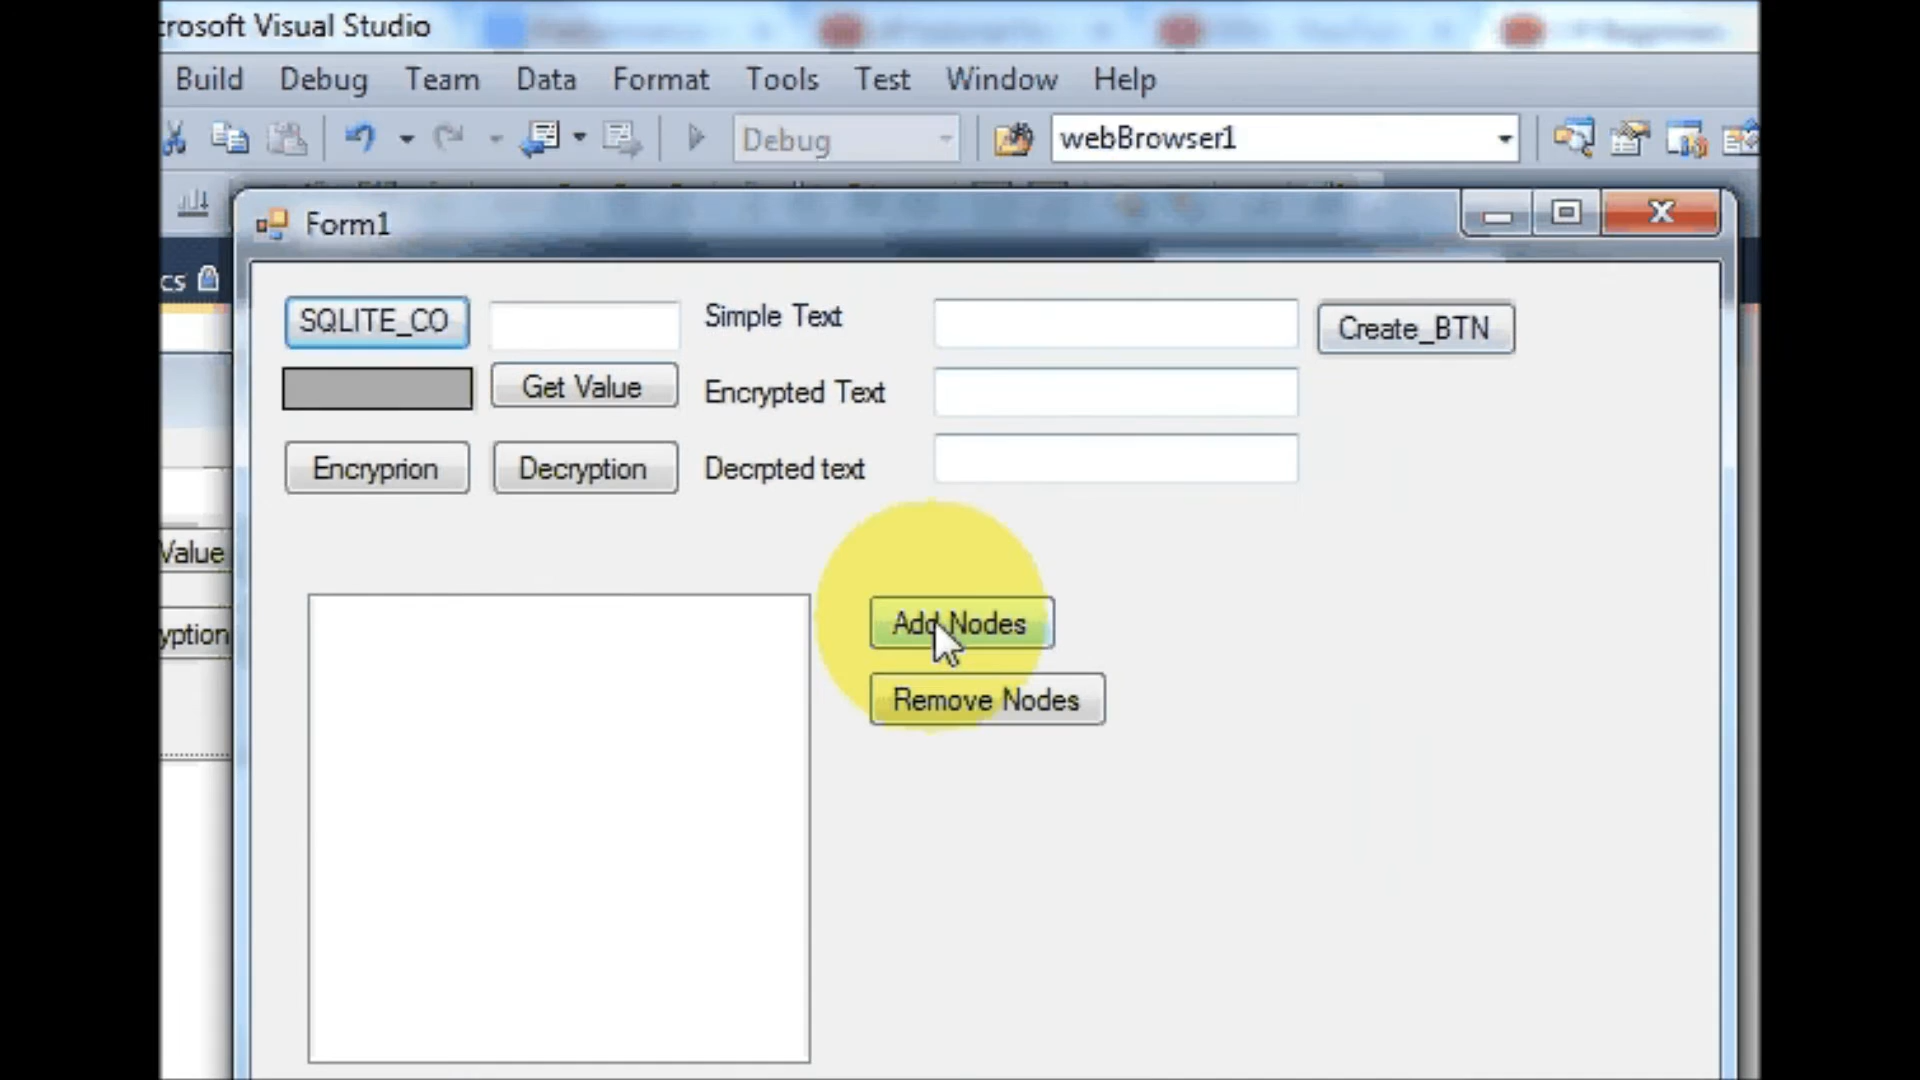 crosoft Visual Studio
Build Debug Team Data Format Tools Test Window Help
Debug webBrowser1
Form1
cs
SQLITE_CO Simple Text Create_BTN
Get Value Encrypted Text
Encryprion Decryption Decrpted text
Value
yption
Add Nodes
Remove Nodes